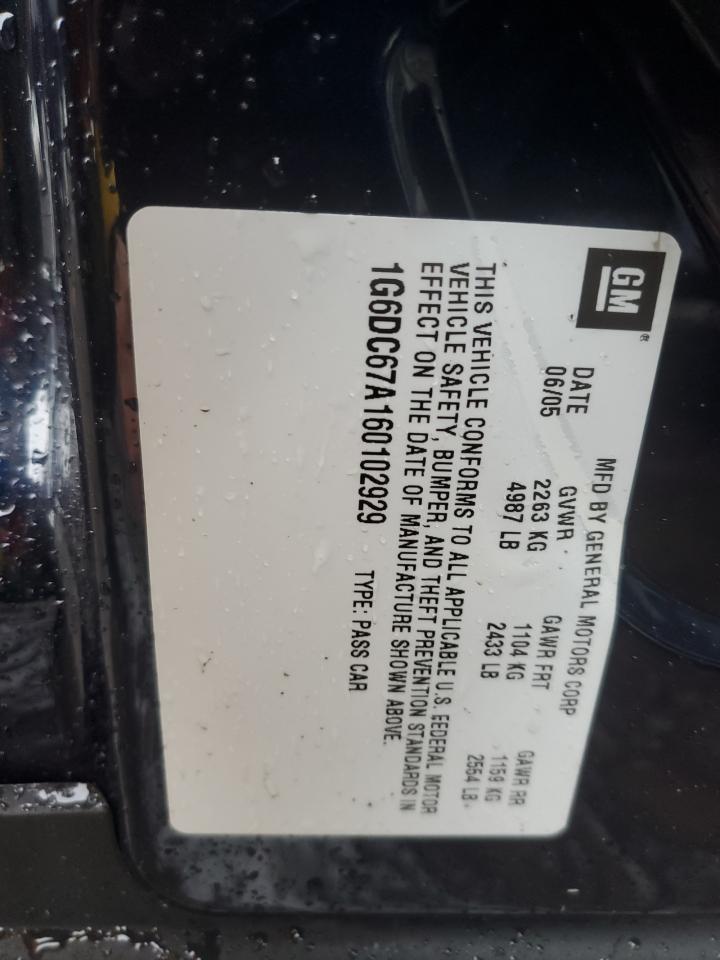 GM®
MFD BY GENERAL MOTORS CORP
DATE GVWR GAWR FRT GAWR RR
06/05 2263 KG 1104 KG 1159 KG
4987 LB 2433 LB 2554 LB
THIS VEHICLE CONFORMS TO ALL APPLICABLE U.S. FEDERAL MOTOR
VEHICLE SAFETY, BUMPER, AND THEFT PREVENTION STANDARDS IN
EFFECT ON THE DATE OF MANUFACTURE SHOWN ABOVE.
1G6DC67A160102929 TYPE: PASS CAR